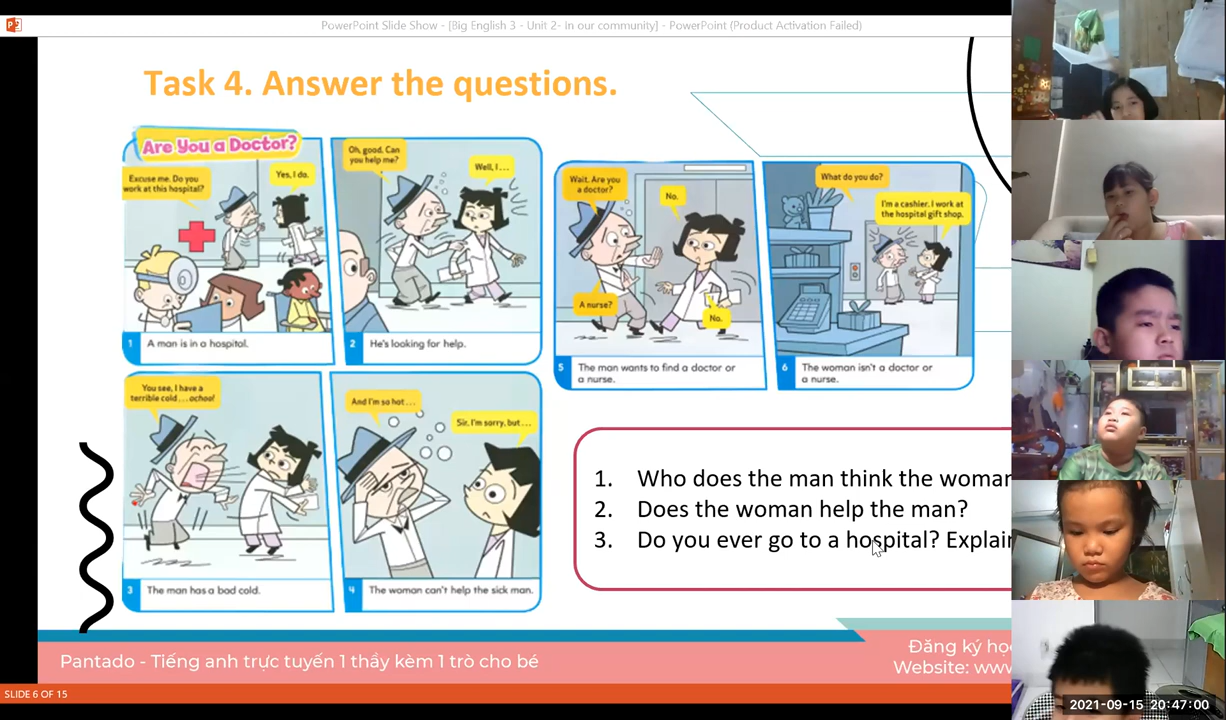 PowerPoint Slide Show - [Big English 3 - Unit 2- In our community] - PowerPoint (Product Activation Failed)
Task 4. Answer the questions.
Are You a Doctor?
Excuse me. Do you
work at this hospital?
Yes, I do.
1 A man is in a hospital.
Oh, good. Can
you help me?
Well, I ...
2 He's looking for help.
You see, I have a
terrible cold ... achoo!
3 The man has a bad cold.
And I'm so hot ...
Sir, I'm sorry, but ...
4 The woman can't help the sick man.
Wait. Are you
a doctor?
No.
A nurse?
No.
5 The man wants to find a doctor or
a nurse.
What do you do?
I'm a cashier. I work at
the hospital gift shop.
6 The woman isn't a doctor or
a nurse.
1. Who does the man think the woman
2. Does the woman help the man?
3. Do you ever go to a hospital? Explain
Pantado - Tiếng anh trực tuyến 1 thầy kèm 1 trò cho bé
Đăng ký họ
Website: www
SLIDE 6 OF 15
2021-09-15 20:47:00